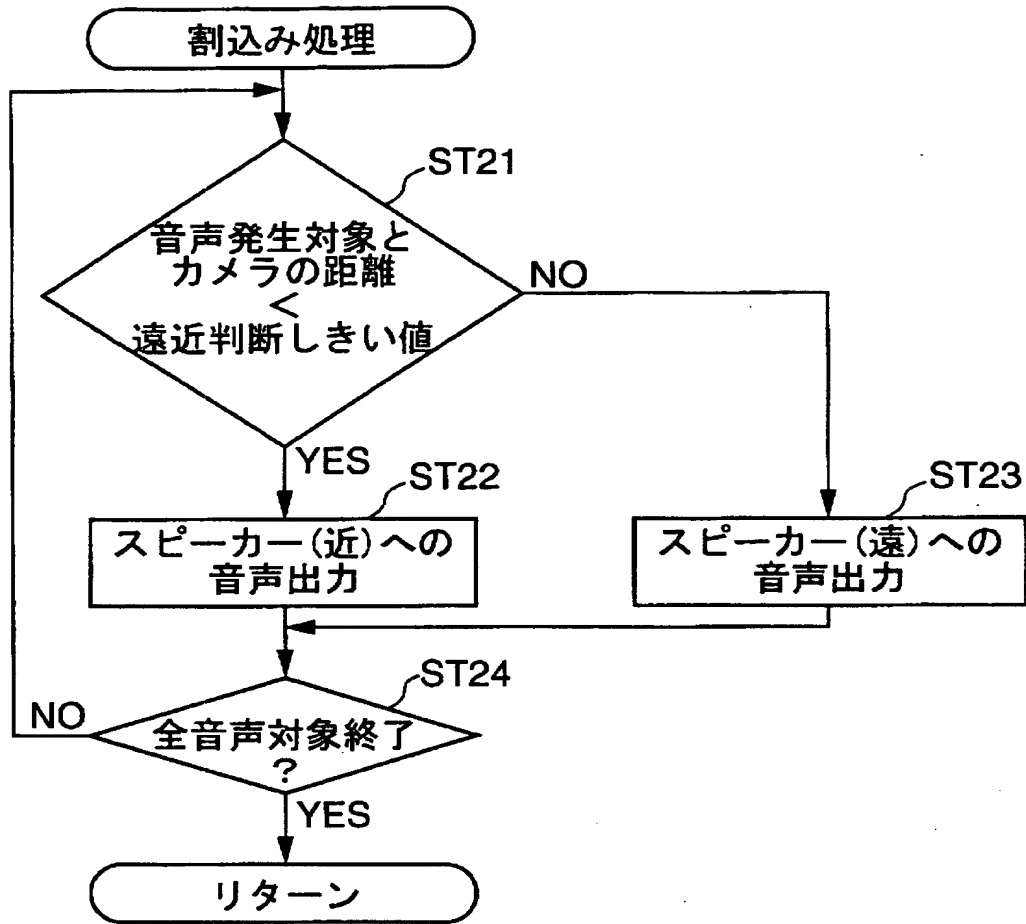 割込み処理
ST21
音声発生対象と
カメラの距離
<
遠近判断しきい値
NO
YES
ST22
スピーカー(近)への
音声出力
ST23
スピーカー(遠)への
音声出力
ST24
NO
全音声対象終了
?
YES
リターン